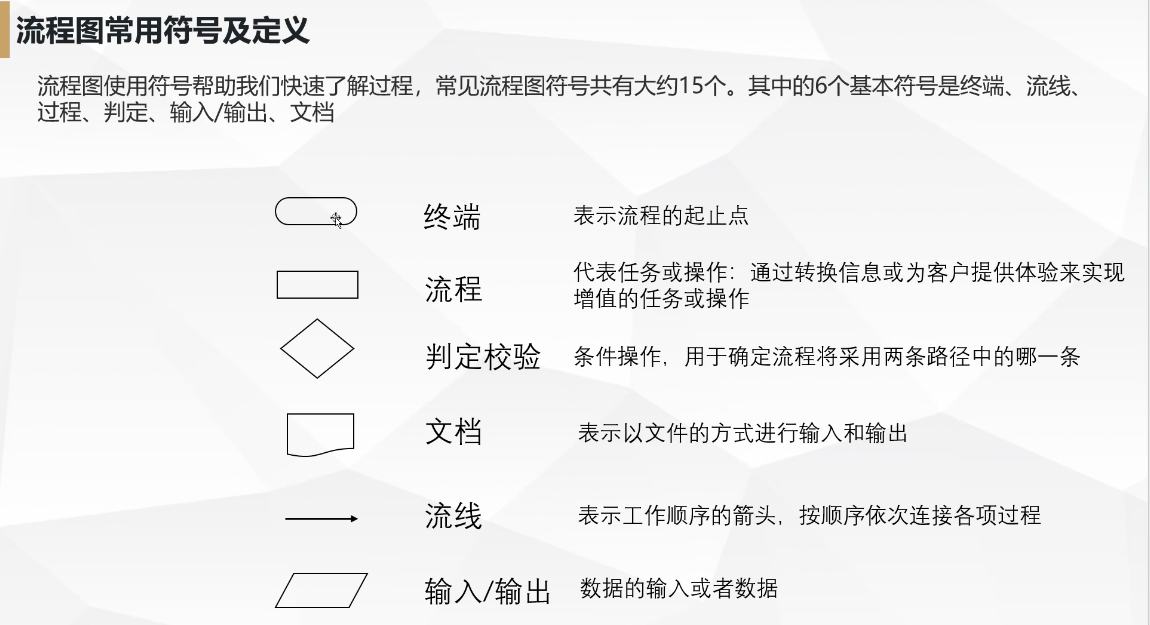 流程图常用符号及定义
流程图使用符号帮助我们快速了解过程，常见流程图符号共有大约15个。其中的6个基本符号是终端、流线、
过程、判定、输入/输出、文档
终端 表示流程的起止点
流程 代表任务或操作：通过转换信息或为客户提供体验来实现
增值的任务或操作
判定校验 条件操作，用于确定流程将采用两条路径中的哪一条
文档 表示以文件的方式进行输入和输出
流线 表示工作顺序的箭头，按顺序依次连接各项过程
输入/输出 数据的输入或者数据